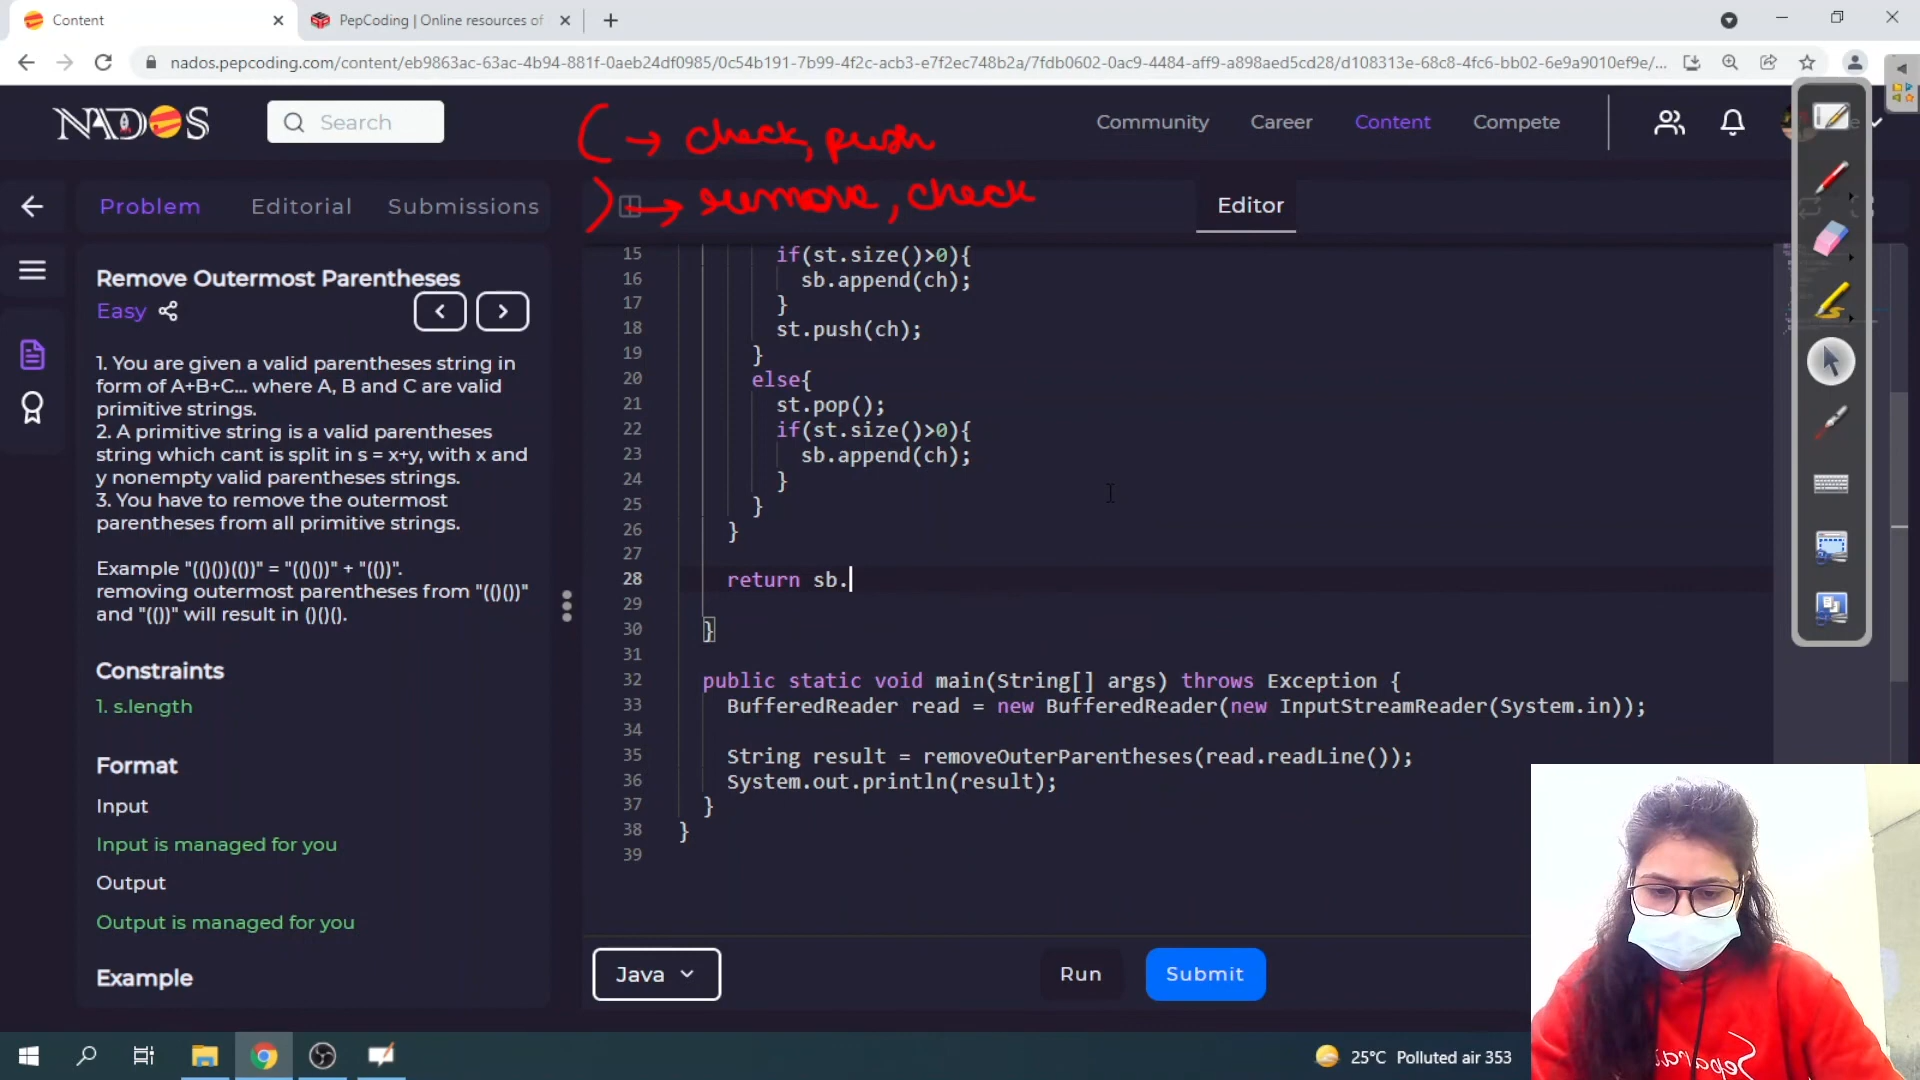 Content
PepCoding | Online resources of
nados.pepcoding.com/content/eb9863ac-63ac-4b94-881f-0aeb24df0985/0c54b191-7b99-4f2c-acb3-e7f2ec748b2a/7fdb0602-0ac9-4484-aff9-a898aed5cd28/d108313e-68c8-4fc6-bb02-6e9a9010ef9e/...
NADOS
Search
( → check, push
) → remove, check
Community
Career
Content
Compete
Problem
Editorial
Submissions
Editor
Remove Outermost Parentheses
Easy
1. You are given a valid parentheses string in
form of A+B+C... where A, B and C are valid
primitive strings.
2. A primitive string is a valid parentheses
string which cant is split in s = x+y, with x and
y nonempty valid parentheses strings.
3. You have to remove the outermost
parentheses from all primitive strings.
Example "(()())(())" = "(()())" + "(())".
removing outermost parentheses from "(()())"
and "(())" will result in ()()().
Constraints
1. s.length
Format
Input
Input is managed for you
Output
Output is managed for you
Example
15 if(st.size()>0){
16 sb.append(ch);
17 }
18 st.push(ch);
19 }
20 else{
21 st.pop();
22 if(st.size()>0){
23 sb.append(ch);
24 }
25 }
26 }
27
28 return sb.
29
30 }
31
32 public static void main(String[] args) throws Exception {
33 BufferedReader read = new BufferedReader(new InputStreamReader(System.in));
34
35 String result = removeOuterParentheses(read.readLine());
36 System.out.println(result);
37 }
38 }
39
Java
Run
Submit
25°C Polluted air 353